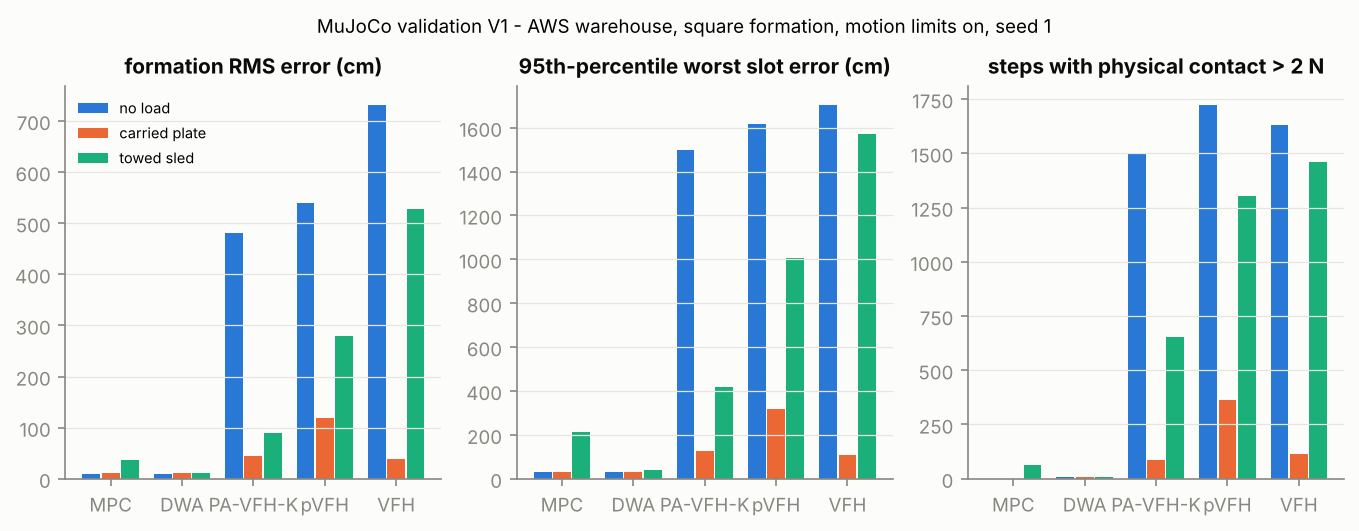 MuJoCo validation V1 - AWS warehouse, square formation, motion limits on, seed 1
formation RMS error (cm)
no load
carried plate
towed sled
700
600
500
400
300
200
100
0
MPC DWA PA-VFH-K pVFH VFH
95th-percentile worst slot error (cm)
1600
1400
1200
1000
800
600
400
200
0
MPC DWA PA-VFH-K pVFH VFH
steps with physical contact > 2 N
1750
1500
1250
1000
750
500
250
0
MPC DWA PA-VFH-K pVFH VFH